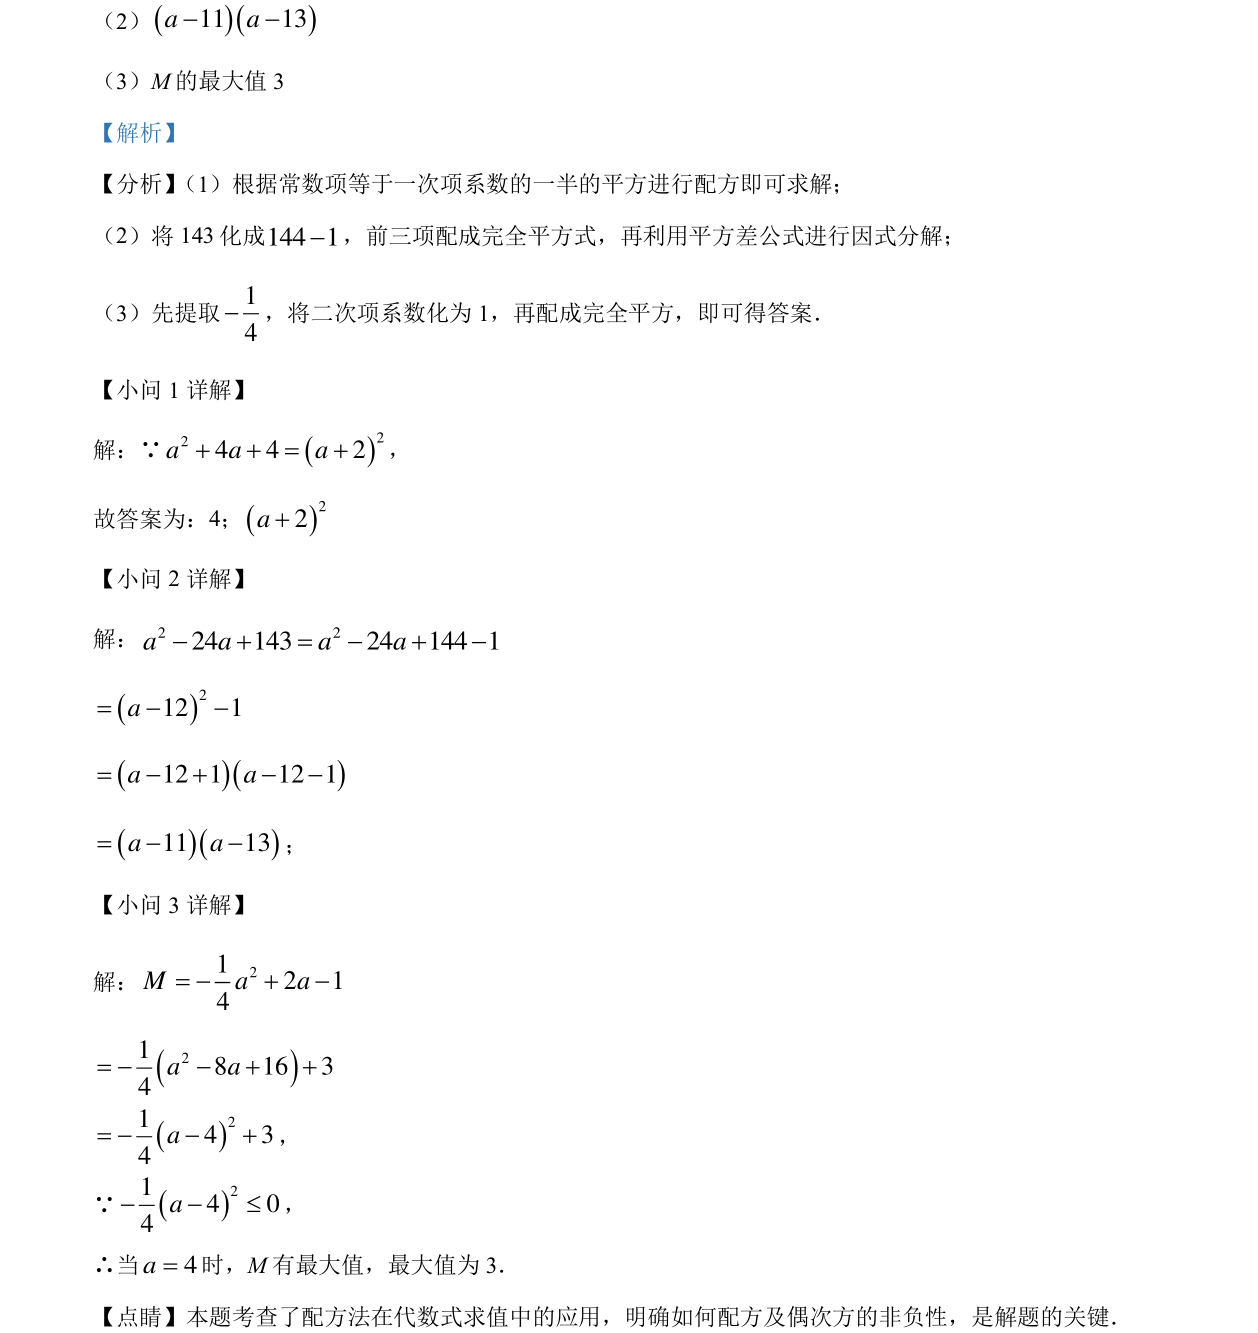 （2）(a−11)(a−13)
（3）M 的最大值 3
【解析】
【分析】（1）根据常数项等于一次项系数的一半的平方进行配方即可求解；
（2）将 143 化成144−1，前三项配成完全平方式，再利用平方差公式进行因式分解；
（3）先提取−1/4，将二次项系数化为 1，再配成完全平方，即可得答案．
【小问 1 详解】
解：∵a²+4a+4=(a+2)²，
故答案为：4；(a+2)²
【小问 2 详解】
解：a²−24a+143=a²−24a+144−1
=(a−12)²−1
=(a−12+1)(a−12−1)
=(a−11)(a−13)；
【小问 3 详解】
解：M=−1/4a²+2a−1
=−1/4(a²−8a+16)+3
=−1/4(a−4)²+3，
∵−1/4(a−4)²≤0，
∴当a=4时，M 有最大值，最大值为 3．
【点睛】本题考查了配方法在代数式求值中的应用，明确如何配方及偶次方的非负性，是解题的关键．